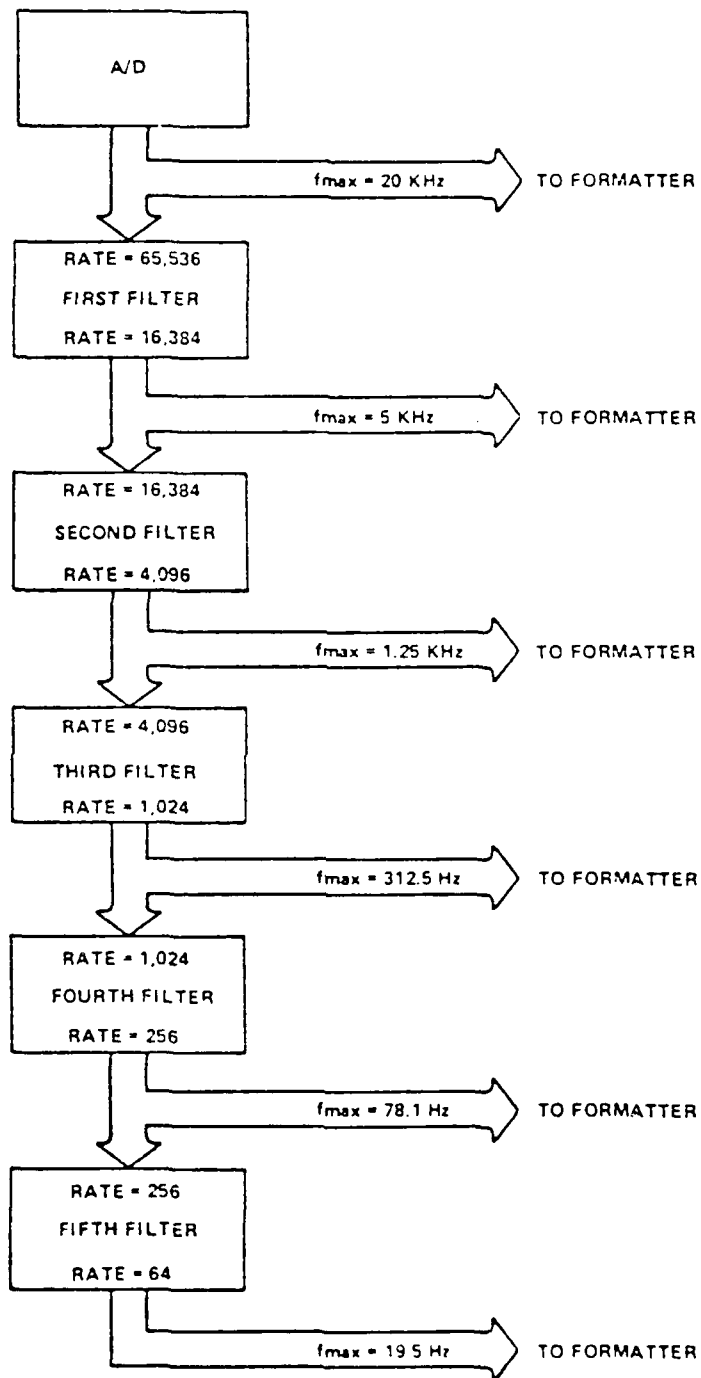 A/D
fmax = 20 KHz TO FORMATTER
RATE = 65,536
FIRST FILTER
RATE = 16,384
fmax = 5 KHz TO FORMATTER
RATE = 16,384
SECOND FILTER
RATE = 4,096
fmax = 1.25 KHz TO FORMATTER
RATE = 4,096
THIRD FILTER
RATE = 1,024
fmax = 312.5 Hz TO FORMATTER
RATE = 1,024
FOURTH FILTER
RATE = 256
fmax = 78.1 Hz TO FORMATTER
RATE = 256
FIFTH FILTER
RATE = 64
fmax = 19.5 Hz TO FORMATTER